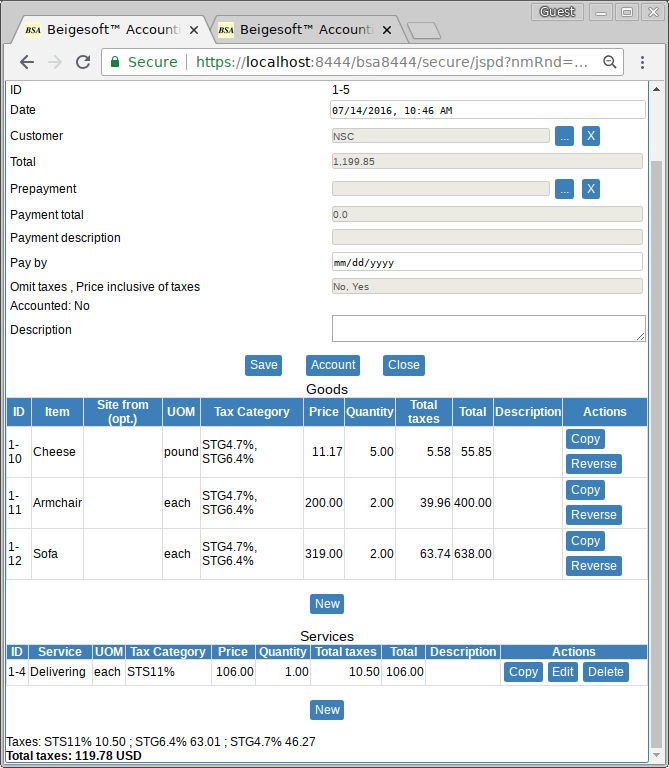 Guest
BSA Beigesoft™ Accounti
BSA Beigesoft™ Accounti
Secure https://localhost:8444/bsa8444/secure/jspd?nmRnd=...
ID 1-5
Date 07/14/2016, 10:46 AM
Customer NSC ... X
Total 1,199.85
Prepayment ... X
Payment total 0.0
Payment description
Pay by mm/dd/yyyy
Omit taxes , Price inclusive of taxes No, Yes
Accounted: No
Description
Save Account Close
Goods
ID Item Site from (opt.) UOM Tax Category Price Quantity Total taxes Total Description Actions
1-10 Cheese pound STG4.7%, STG6.4% 11.17 5.00 5.58 55.85 Copy Reverse
1-11 Armchair each STG4.7%, STG6.4% 200.00 2.00 39.96 400.00 Copy Reverse
1-12 Sofa each STG4.7%, STG6.4% 319.00 2.00 63.74 638.00 Copy Reverse
New
Services
ID Service UOM Tax Category Price Quantity Total taxes Total Description Actions
1-4 Delivering each STS11% 106.00 1.00 10.50 106.00 Copy Edit Delete
New
Taxes: STS11% 10.50 ; STG6.4% 63.01 ; STG4.7% 46.27
Total taxes: 119.78 USD